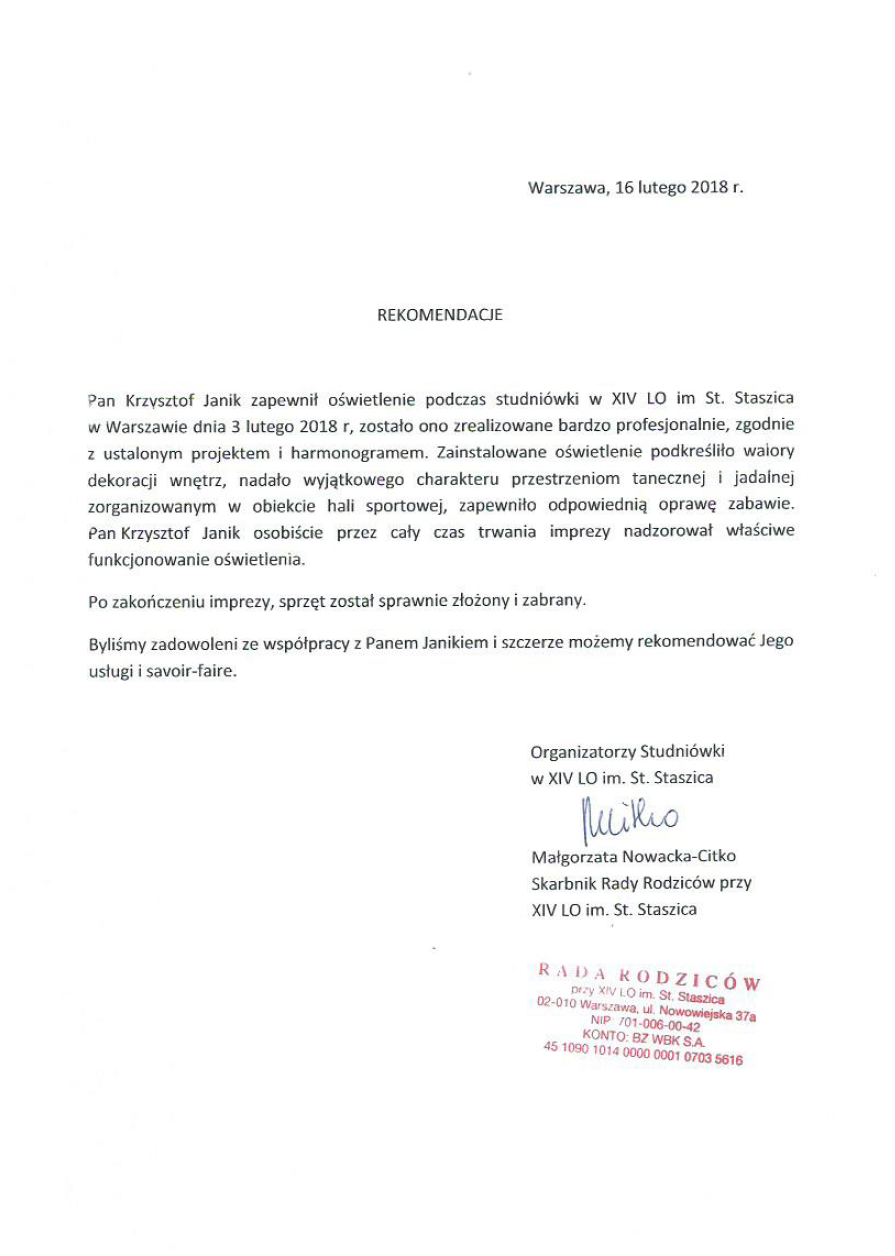 Warszawa, 16 lutego 2018 r.
REKOMENDACJE
Pan Krzysztof Janik zapewnił oświetlenie podczas studniówki w XIV LO im St. Staszica
w Warszawie dnia 3 lutego 2018 r, zostało ono zrealizowane bardzo profesjonalnie, zgodnie
z ustalonym projektem i harmonogramem. Zainstalowane oświetlenie podkreśliło walory
dekoracji wnętrz, nadało wyjątkowego charakteru przestrzeniom tanecznej i jadalnej
zorganizowanym w obiekcie hali sportowej, zapewniło odpowiednią oprawę zabawie.
Pan Krzysztof Janik osobiście przez cały czas trwania imprezy nadzorował właściwe
funkcjonowanie oświetlenia.
Po zakończeniu imprezy, sprzęt został sprawnie złożony i zabrany.
Byliśmy zadowoleni ze współpracy z Panem Janikiem i szczerze możemy rekomendować Jego
usługi i savoir-faire.
Organizatorzy Studniówki
w XIV LO im. St. Staszica
Małgorzata Nowacka-Citko
Skarbnik Rady Rodziców przy
XIV LO im. St. Staszica
RADA RODZICÓW
przy XIV LO im. St. Staszica
02-010 Warszawa, ul. Nowowiejska 37a
NIP 701-006-00-42
KONTO: BZ WBK S.A.
45 1090 1014 0000 0001 0703 5616